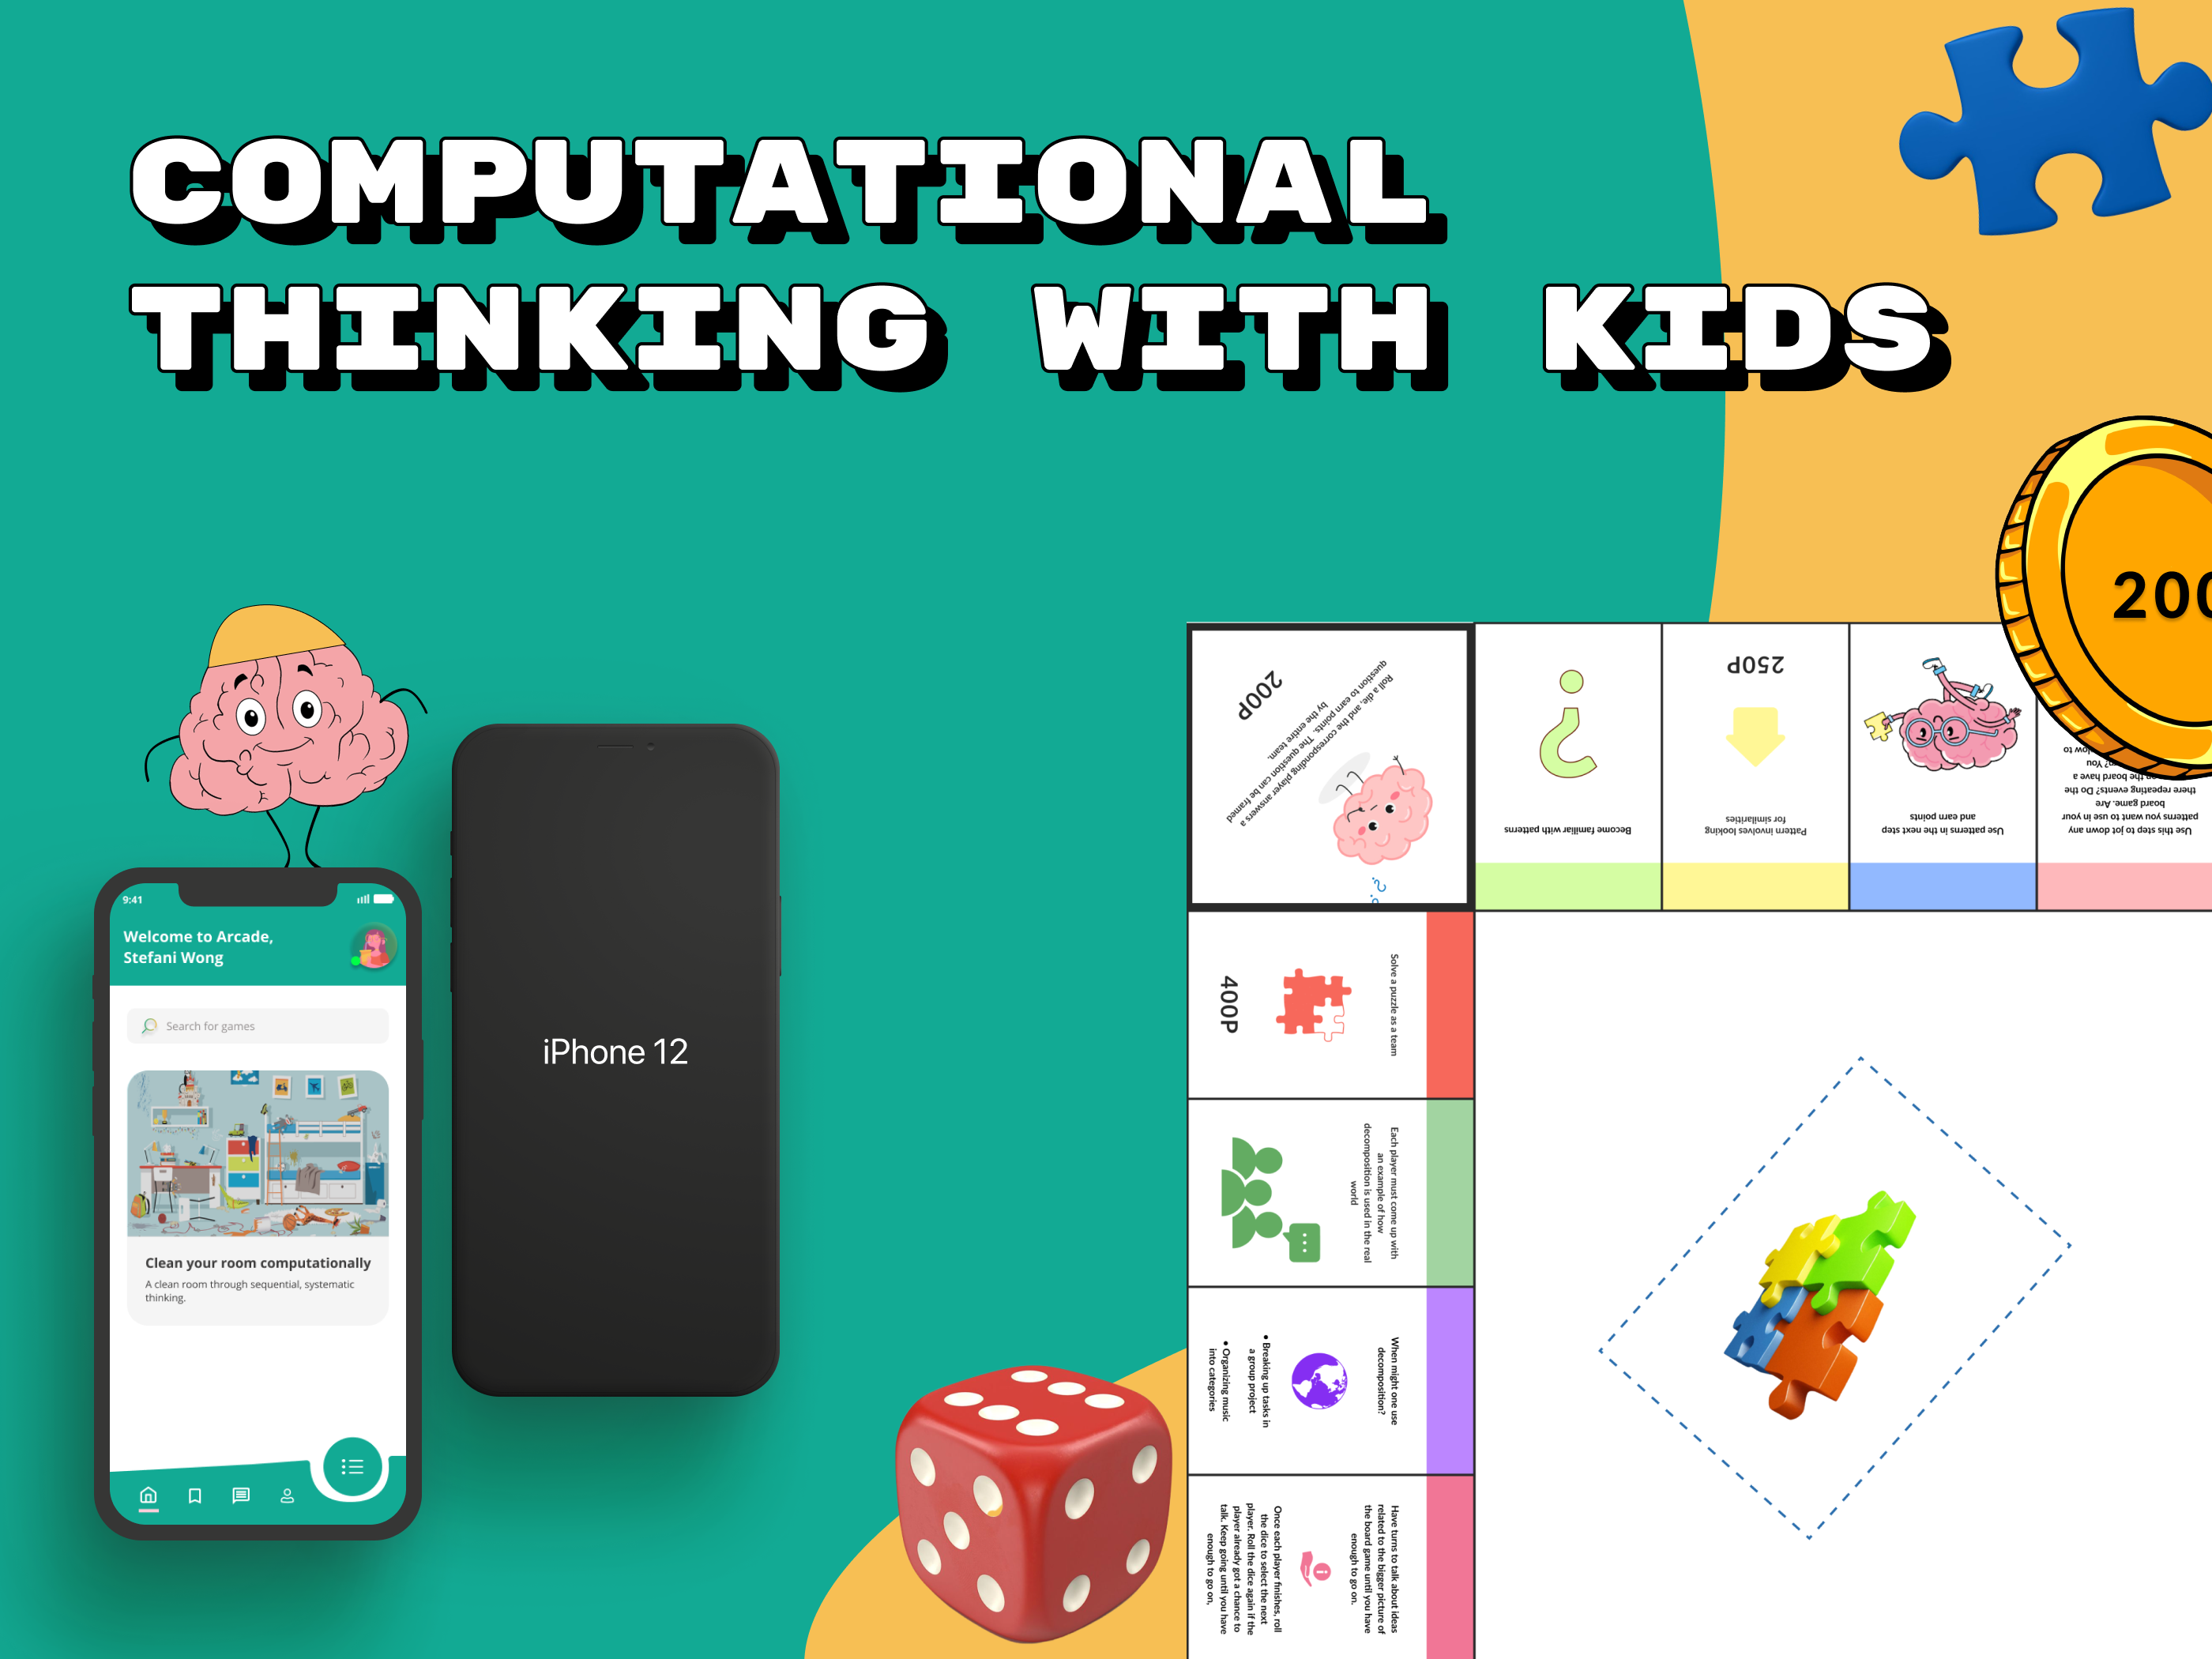 COMPUTATIONAL
THINKING WITH KIDS
200
9:41
Welcome to Arcade,
Stefani Wong
Search for games
Clean your room computationally
A clean room through sequential, systematic
thinking.
iPhone 12
200P
Roll a die, and the corresponding player answers a
question to earn points. The question can be framed
by the entire team.
Become familiar with patterns
250P
Pattern involves looking
for similarities
Use patterns in the next step
and earn points
Use this step to jot down any
patterns you want to use in your
board game. Are
there repeating events? Do the
the board have a
You
low to
400P
Solve a puzzle as a team
Each player must come up with
an example of how
decomposition is used in the real
world
When might one use
decomposition?
• Breaking up tasks in
a group project
• Organizing music
into categories
Have turns to talk about ideas
related to the bigger picture of
the board game until you have
enough to go on.
Once each player finishes, roll
the dice to select the next
player. Roll the dice again if the
player already got a chance to
talk. Keep going until you have
enough to go on,